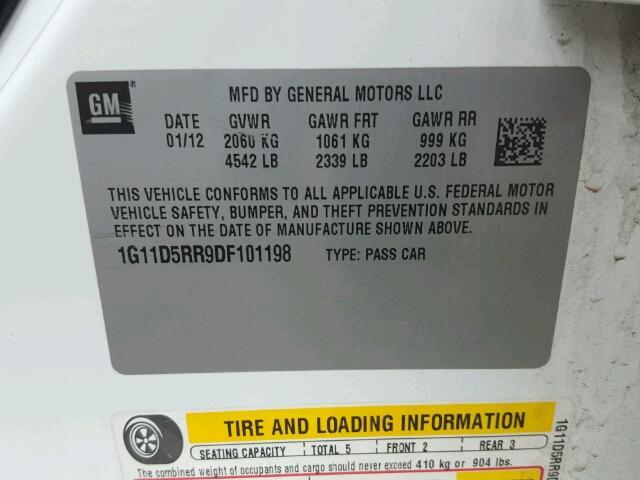 GM
MFD BY GENERAL MOTORS LLC
DATE GVWR GAWR FRT GAWR RR
01/12 2060 KG 1061 KG 999 KG
4542 LB 2339 LB 2203 LB
THIS VEHICLE CONFORMS TO ALL APPLICABLE U.S. FEDERAL MOTOR
VEHICLE SAFETY, BUMPER, AND THEFT PREVENTION STANDARDS IN
EFFECT ON THE DATE OF MANUFACTURE SHOWN ABOVE.
1G11D5RR9DF101198 TYPE: PASS CAR
TIRE AND LOADING INFORMATION
SEATING CAPACITY TOTAL 5 FRONT 2 REAR 3
The combined weight of occupants and cargo should never exceed 410 kg or 904 lbs.
1G11D5RR9D